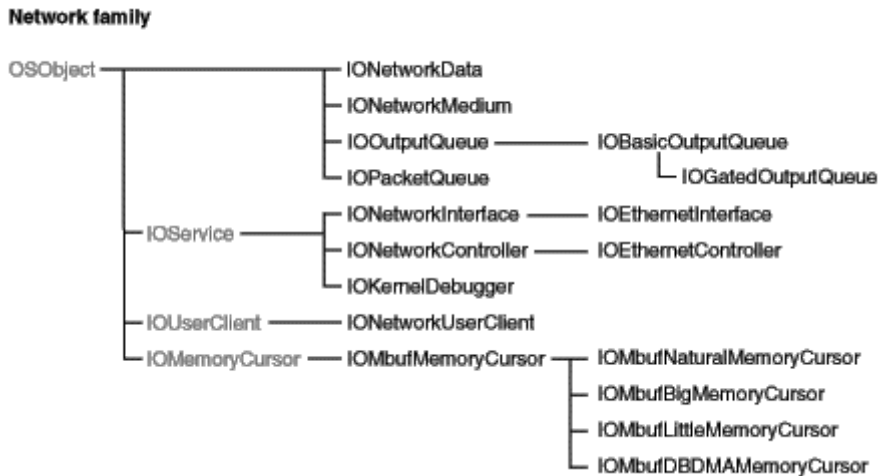 Network family
OSObject IONetworkData
IONetworkMedium
IOOutputQueue IOBasicOutputQueue
IOPacketQueue IOGatedOutputQueue
IONetworkInterface IOEthernetInterface
IOService
IONetworkController IOEthernetController
IOKernelDebugger
IOUserClient IONetworkUserClient
IOMemoryCursor IOMbufMemoryCursor IOMbufNaturalMemoryCursor
IOMbufBigMemoryCursor
IOMbufLittleMemoryCursor
IOMbufDBDMAMemoryCursor